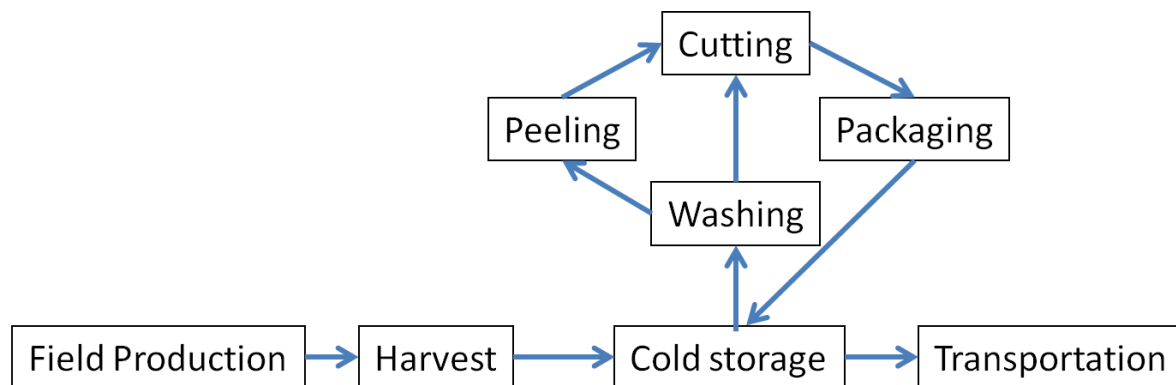 Cutting
Peeling
Packaging
Washing
Field Production
Harvest
Cold storage
Transportation